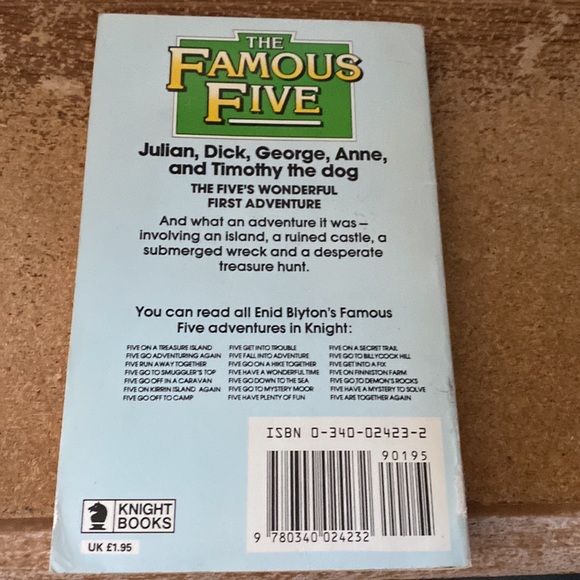 THE
FAMOUS
FIVE
Julian, Dick, George, Anne,
and Timothy the dog
THE FIVE'S WONDERFUL
FIRST ADVENTURE
And what an adventure it was –
involving an island, a ruined castle, a
submerged wreck and a desperate
treasure hunt.
You can read all Enid Blyton's Famous
Five adventures in Knight:
FIVE ON A TREASURE ISLAND
FIVE GO ADVENTURING AGAIN
FIVE RUN AWAY TOGETHER
FIVE GO TO SMUGGLER'S TOP
FIVE GO OFF IN A CARAVAN
FIVE ON KIRRIN ISLAND AGAIN
FIVE GO OFF TO CAMP
FIVE GET INTO TROUBLE
FIVE FALL INTO ADVENTURE
FIVE GO ON A HIKE TOGETHER
FIVE HAVE A WONDERFUL TIME
FIVE GO DOWN TO THE SEA
FIVE GO TO MYSTERY MOOR
FIVE HAVE PLENTY OF FUN
FIVE ON A SECRET TRAIL
FIVE GO TO BILLYCOCK HILL
FIVE GET INTO A FIX
FIVE ON FINNISTON FARM
FIVE GO TO DEMON'S ROCKS
FIVE HAVE A MYSTERY TO SOLVE
FIVE ARE TOGETHER AGAIN
ISBN 0-340-02423-2
90195
9 780340 024232
KNIGHT
BOOKS
UK £1.95